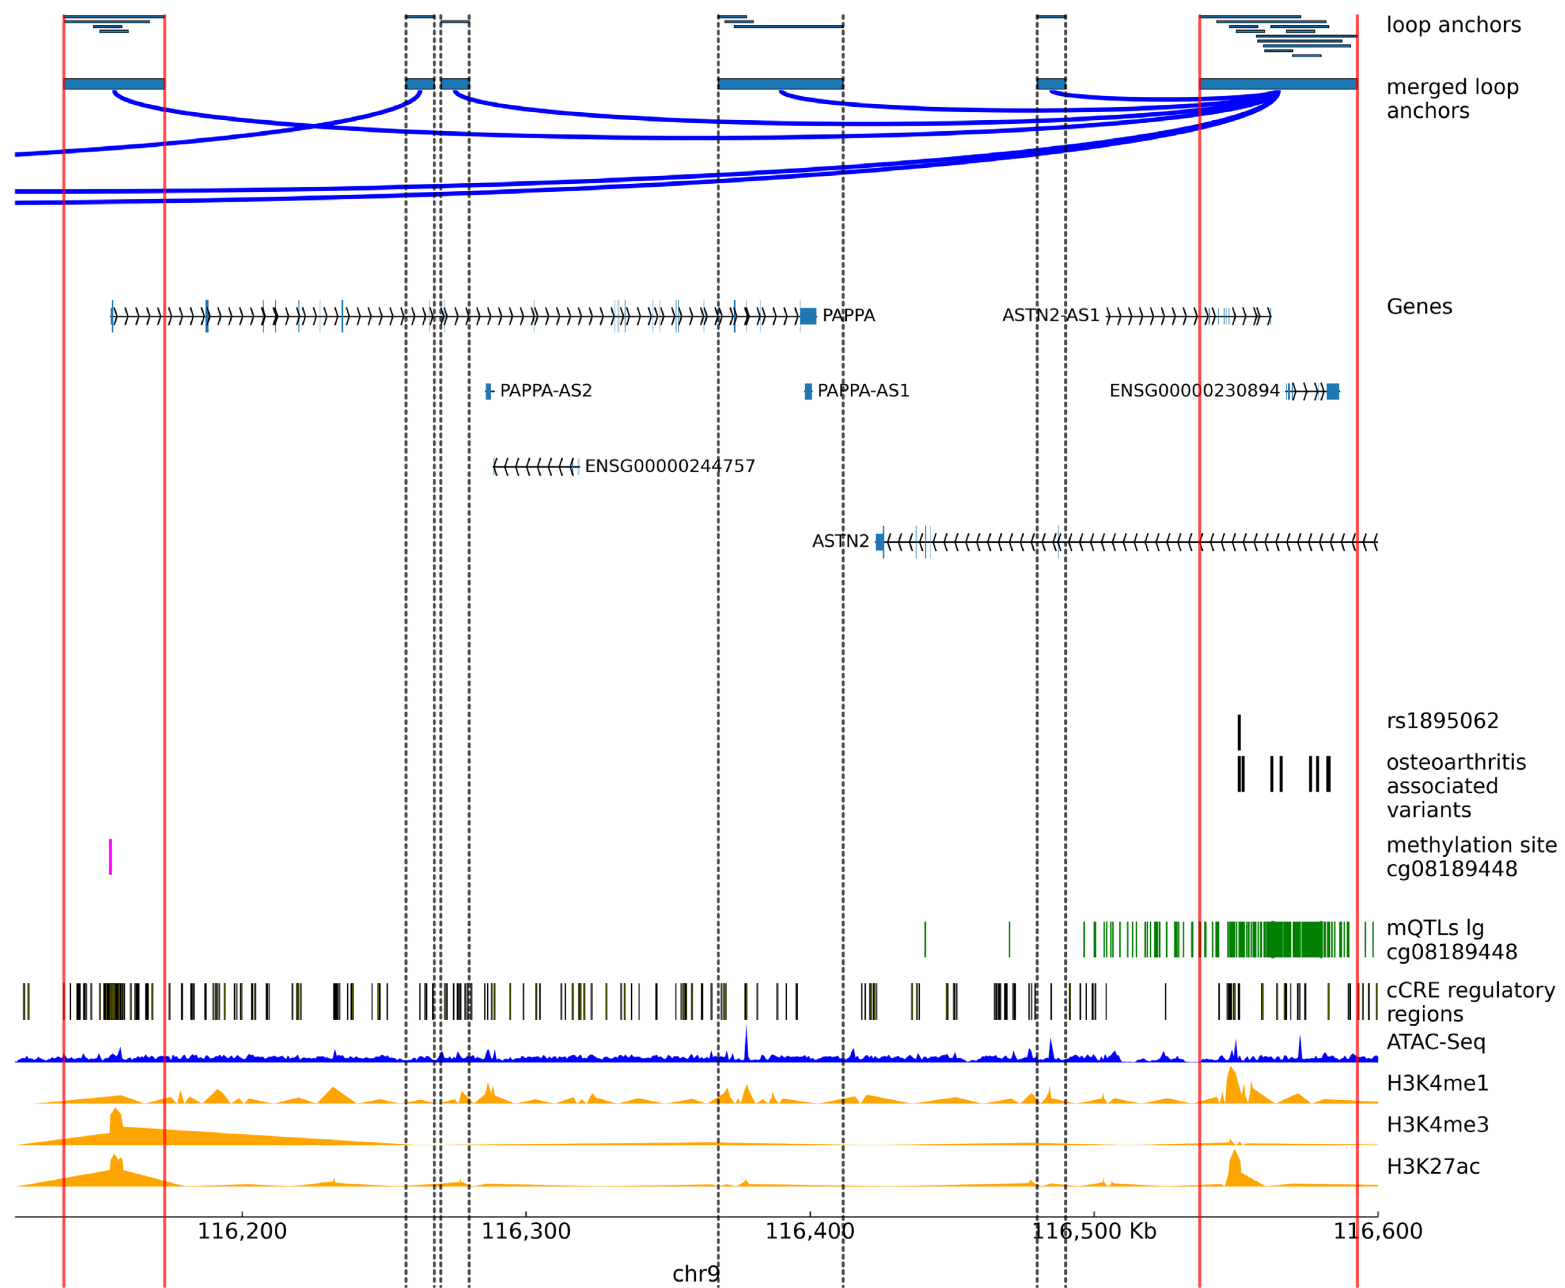 loop anchors
merged loop
anchors
Genes
PAPPA
ASTN2-AS1
PAPPA-AS2
PAPPA-AS1
ENSG00000230894
ENSG00000244757
ASTN2
rs1895062
osteoarthritis
associated
variants
methylation site
cg08189448
mQTLs lg
cg08189448
cCRE regulatory
regions
ATAC-Seq
H3K4me1
H3K4me3
H3K27ac
116,200 116,300 116,400 116,500 Kb 116,600
chr9